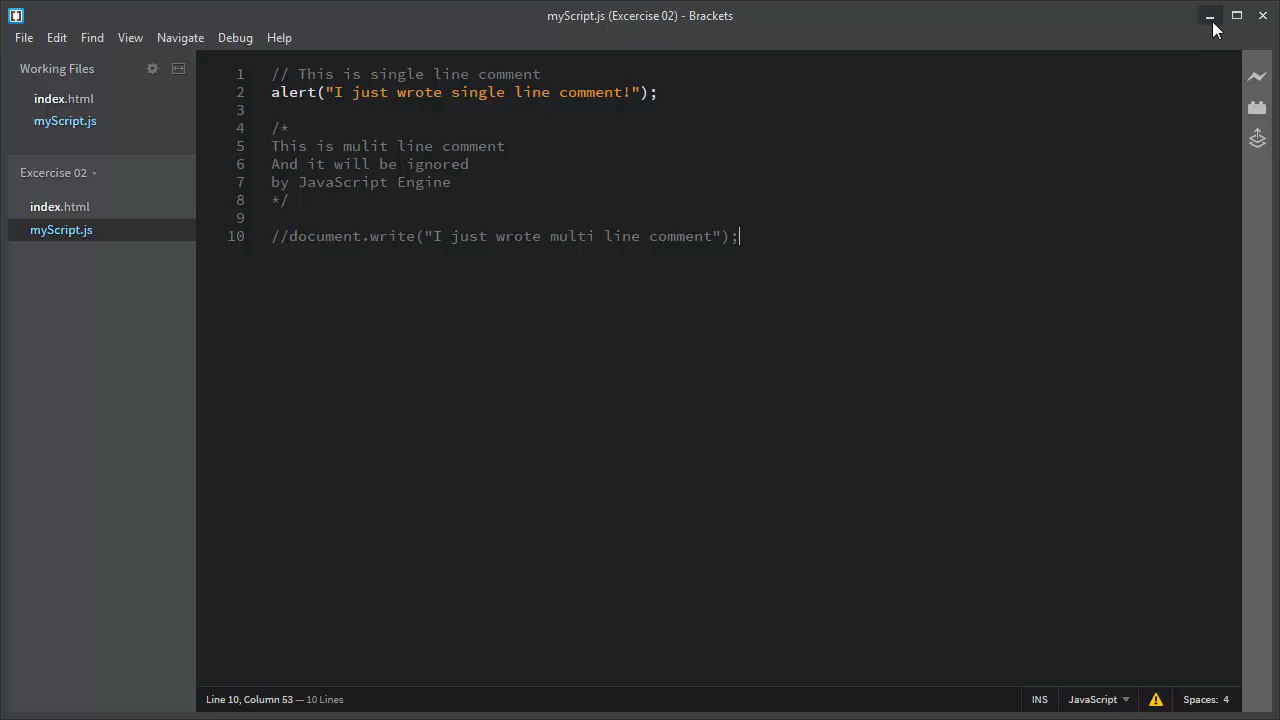 myScript.js (Excercise 02) - Brackets
File Edit Find View Navigate Debug Help
Working Files
index.html
myScript.js
Excercise 02
index.html
myScript.js
1 // This is single line comment
2 alert("I just wrote single line comment!");
3
4 /*
5 This is mulit line comment
6 And it will be ignored
7 by JavaScript Engine
8 */
9
10 //document.write("I just wrote multi line comment");
Line 10, Column 53 — 10 Lines
INS JavaScript Spaces: 4